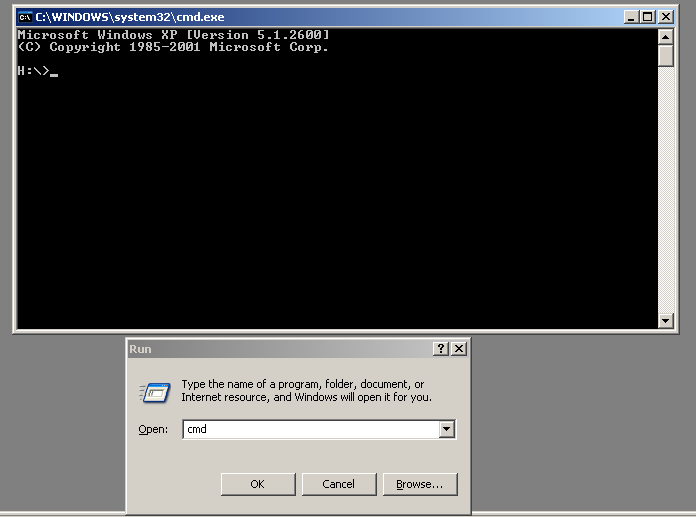 C:\WINDOWS\system32\cmd.exe
Microsoft Windows XP [Version 5.1.2600]
(C) Copyright 1985-2001 Microsoft Corp.
H:\>_
Run
Type the name of a program, folder, document, or
Internet resource, and Windows will open it for you.
Open: cmd
OK Cancel Browse...